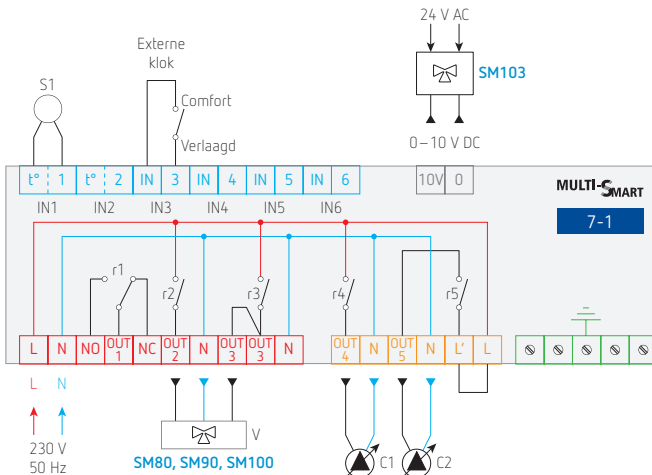 24 V AC
Externe
klok
SM103
S1
Comfort
Verlaagd
0–10 V DC
t° 1 t° 2 IN 3 IN 4 IN 5 IN 6 10V 0
IN1 IN2 IN3 IN4 IN5 IN6
MULTI-SMART
7-1
r1 r2 r3 r4 r5
L N NO OUT 1 NC OUT 2 N OUT 3 OUT 3 N OUT 4 N OUT 5 N L' L
L N
230 V
50 Hz
V
SM80, SM90, SM100
C1 C2